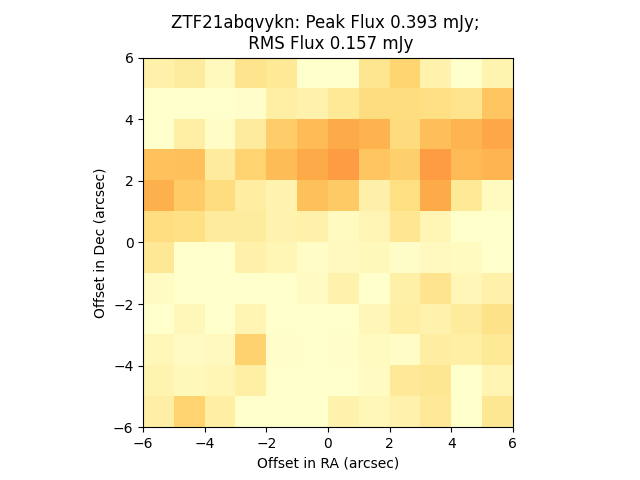 ZTF21abqvykn: Peak Flux 0.393 mJy;
RMS Flux 0.157 mJy
6
4
2
0
−2
−4
−6
Offset in Dec (arcsec)
−6 −4 −2 0 2 4 6
Offset in RA (arcsec)